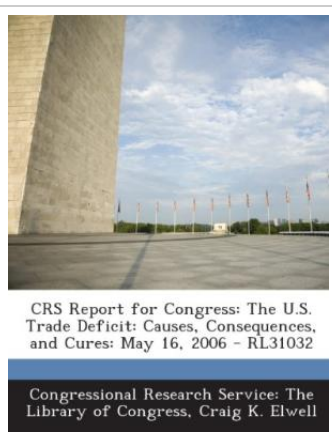 CRS Report for Congress: The U.S.
Trade Deficit: Causes, Consequences,
and Cures: May 16, 2006 - RL31032
Congressional Research Service: The
Library of Congress, Craig K. Elwell